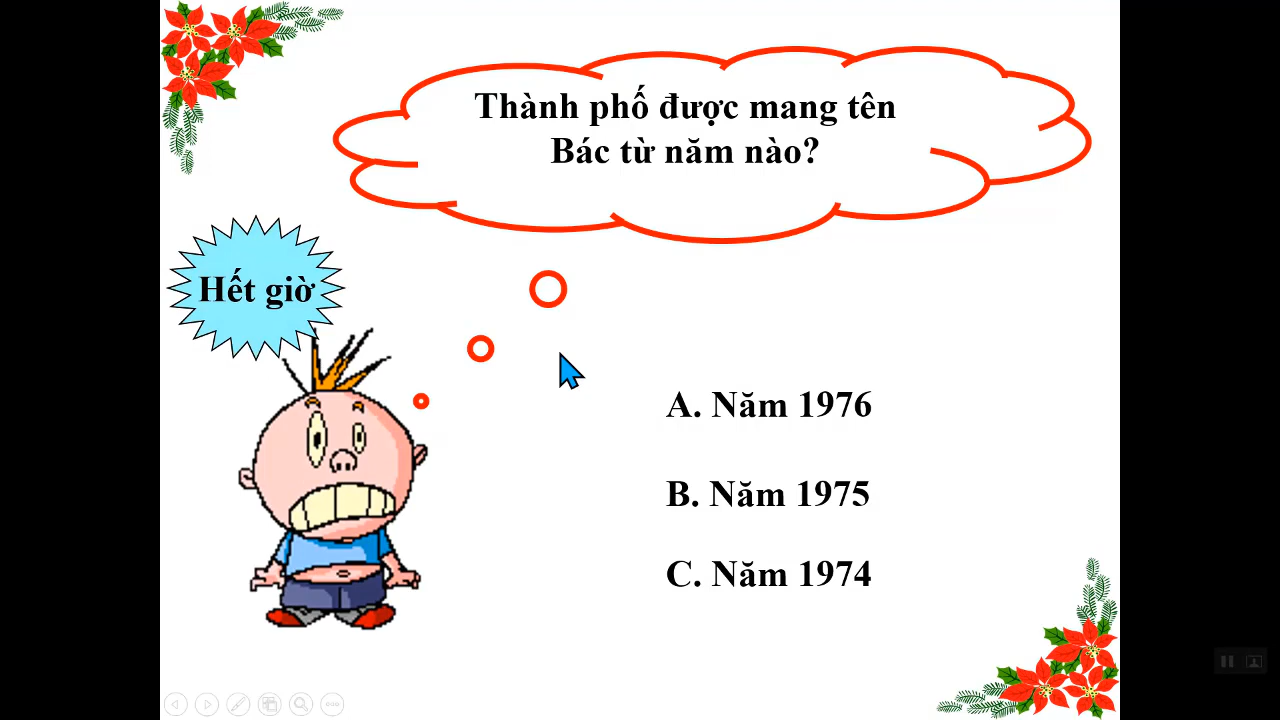 Thành phố được mang tên
Bác từ năm nào?
Hết giờ
A. Năm 1976
B. Năm 1975
C. Năm 1974